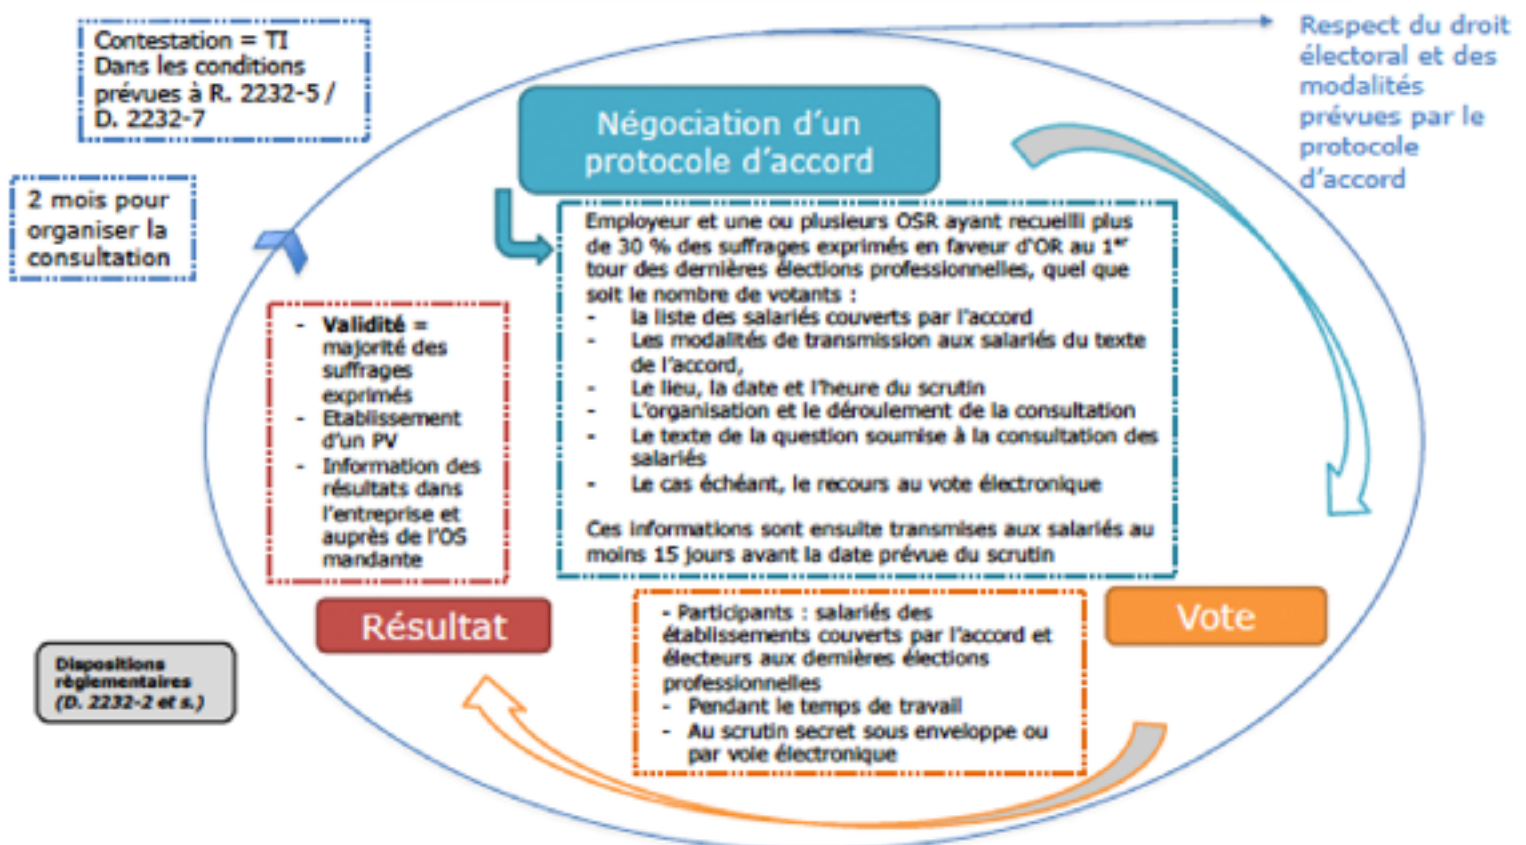 Contestation = TI
Dans les conditions
prévues à R. 2232-5 /
D. 2232-7
2 mois pour
organiser la
consultation
Respect du droit
électoral et des
modalités
prévues par le
protocole
d'accord
Négociation d'un
protocole d'accord
Employeur et une ou plusieurs OSR ayant recueilli plus
de 30 % des suffrages exprimés en faveur d'OR au 1er
tour des dernières élections professionnelles, quel que
soit le nombre de votants :
- la liste des salariés couverts par l'accord
- Les modalités de transmission aux salariés du texte
de l'accord,
- Le lieu, la date et l'heure du scrutin
- L'organisation et le déroulement de la consultation
- Le texte de la question soumise à la consultation des
salariés
- Le cas échéant, le recours au vote électronique
Ces informations sont ensuite transmises aux salariés au
moins 15 jours avant la date prévue du scrutin
Vote
- Participants : salariés des
établissements couverts par l'accord et
électeurs aux dernières élections
professionnelles
- Pendant le temps de travail
- Au scrutin secret sous enveloppe ou
par voie électronique
Résultat
- Validité =
majorité des
suffrages
exprimés
- Etablissement
d'un PV
- Information des
résultats dans
l'entreprise et
auprès de l'OS
mandante
Dispositions
règlementaires
(D. 2232-2 et s.)